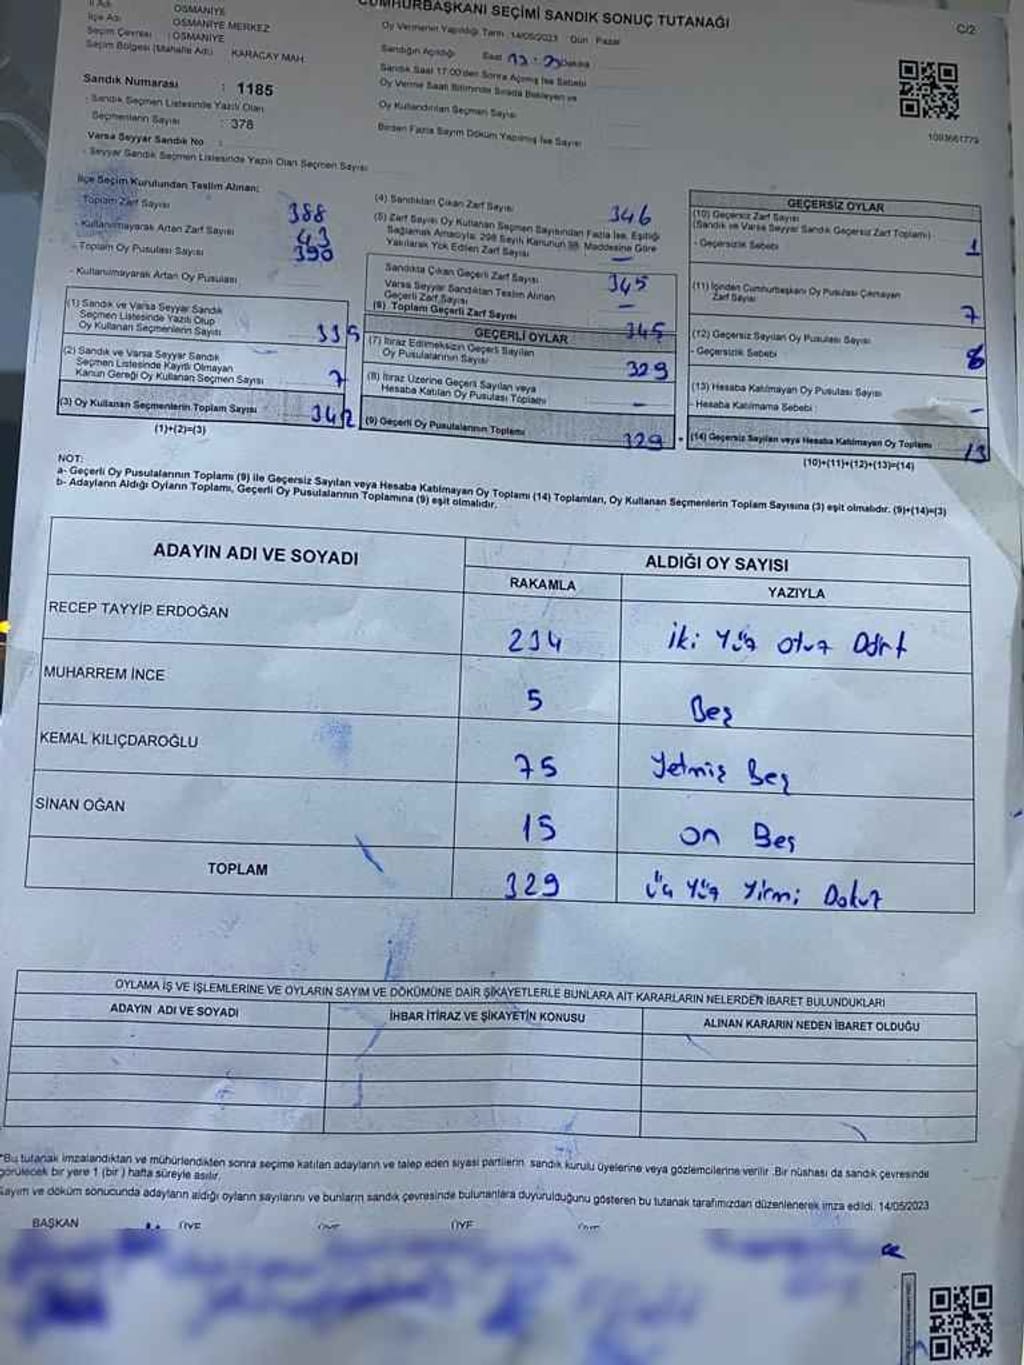 CUMHURBAŞKANI SEÇİMİ SANDIK SONUÇ TUTANAĞI
C/2
İl Adı OSMANİYE
İlçe Adı OSMANİYE MERKEZ
Seçim Çevresi : OSMANİYE
Seçim Bölgesi (Mahalle Adı) KARAÇAY MAH.
Sandık Numarası : 1185
- Sandık Seçmen Listesinde Yazılı Olan
Seçmenlerin Sayısı : 378
Varsa Seyyar Sandık No :
- Seyyar Sandık Seçmen Listesinde Yazılı Olan Seçmen Sayısı
Oy Vermenin Yapıldığı Tarih : 14/05/2023 Gün : Pazar
Sandığın Açıldığı Saat
Sandık Saat 17:00'den Sonra Açılmış İse Sebebi
Oy Verme Saati Bitiminde Sırada Bekleyen ve
Oy Kullandırılan Seçmen Sayısı
Birden Fazla Sayım Döküm Yapılmış İse Sayısı
İlçe Seçim Kurulundan Teslim Alınan:
- Toplam Zarf Sayısı 388
- Kullanılmayarak Artan Zarf Sayısı 43
- Toplam Oy Pusulası Sayısı 390
- Kullanılmayarak Artan Oy Pusulası
(1) Sandık ve Varsa Seyyar Sandık
Seçmen Listesinde Yazılı Olup
Oy Kullanan Seçmenlerin Sayısı 335
(2) Sandık ve Varsa Seyyar Sandık
Seçmen Listesinde Kayıtlı Olmayan
Kanun Gereği Oy Kullanan Seçmen Sayısı 7
(3) Oy Kullanan Seçmenlerin Toplam Sayısı 342
(1)+(2)=(3)
(4) Sandıktan Çıkan Zarf Sayısı 346
(5) Zarf Sayısı Oy Kullanan Seçmen Sayısından Fazla İse, Eşitliği
Sağlamak Amacıyla; 298 Sayılı Kanunun 98. Maddesine Göre
Yakılarak Yok Edilen Zarf Sayısı —
Sandıkta Çıkan Geçerli Zarf Sayısı 345
Varsa Seyyar Sandıktan Teslim Alınan
Geçerli Zarf Sayısı —
(6) Toplam Geçerli Zarf Sayısı 345
GEÇERLİ OYLAR
(7) İtiraz Edilmeksizin Geçerli Sayılan
Oy Pusulalarının Sayısı 329
(8) İtiraz Üzerine Geçerli Sayılan veya
Hesaba Katılan Oy Pusulası Toplamı —
(9) Geçerli Oy Pusulalarının Toplamı 329
GEÇERSİZ OYLAR
(10) Geçersiz Zarf Sayısı
(Sandık ve Varsa Seyyar Sandık Geçersiz Zarf Toplamı)
- Geçersizlik Sebebi 1
(11) İçinden Cumhurbaşkanı Oy Pusulası Çıkmayan
Zarf Sayısı 7
(12) Geçersiz Sayılan Oy Pusulası Sayısı
- Geçersizlik Sebebi
(13) Hesaba Katılmayan Oy Pusulası Sayısı
- Hesaba Katılmama Sebebi : —
(14) Geçersiz Sayılan veya Hesaba Katılmayan Oy Toplamı 13
(10)+(11)+(12)+(13)=(14)
NOT:
a- Geçerli Oy Pusulalarının Toplamı (9) ile Geçersiz Sayılan veya Hesaba Katılmayan Oy Toplamı (14) Toplamları, Oy Kullanan Seçmenlerin Toplam Sayısına (3) eşit olmalıdır. (9)+(14)=(3)
b- Adayların Aldığı Oyların Toplamı, Geçerli Oy Pusulalarının Toplamına (9) eşit olmalıdır.
ADAYIN ADI VE SOYADI
ALDIĞI OY SAYISI
RAKAMLA YAZIYLA
RECEP TAYYİP ERDOĞAN 234 iki Yüz otuz Dört
MUHARREM İNCE 5 Beş
KEMAL KILIÇDAROĞLU 75 Yetmiş Beş
SİNAN OĞAN 15 on Beş
TOPLAM 329 üç Yüz Yirmi Dokuz
OYLAMA İŞ VE İŞLEMLERİNE VE OYLARIN SAYIM VE DÖKÜMÜNE DAİR ŞİKAYETLERLE BUNLARA AİT KARARLARIN NELERDEN İBARET BULUNDUKLARI
ADAYIN ADI VE SOYADI İHBAR İTİRAZ VE ŞİKAYETİN KONUSU ALINAN KARARIN NEDEN İBARET OLDUĞU
*Bu tutanak imzalandıktan ve mühürlendikten sonra seçime katılan adayların ve talep eden siyasi partilerin sandık kurulu üyelerine veya gözlemcilerine verilir. Bir nüshası da sandık çevresinde
görülecek bir yere 1 (bir) hafta süreyle asılır.
Sayım ve döküm sonucunda adayların aldığı oyların sayılarını ve bunların sandık çevresinde bulunanlara duyurulduğunu gösteren bu tutanak tarafımızdan düzenlenerek imza edildi. 14/05/2023
BAŞKAN ÜYE ÜYE ÜYE ÜYE